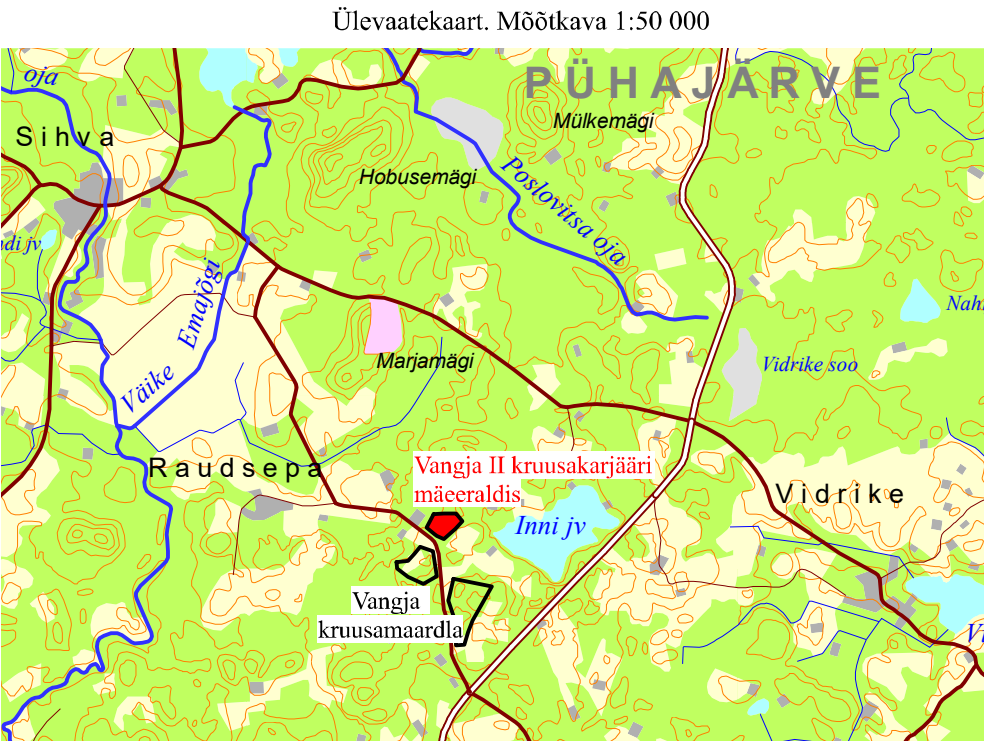 Ülevaatekaart. Mõõtkava 1:50 000
oja
PÜHAJÄRVE
Mülkemägi
Sihva
Hobusemägi
Poslovitsa oja
Väike Emajõgi
Marjamägi
Vidrike soo
Raudsepa
Vangja II kruusakarjääri
mäeeraldis
Inni jv
Vidrike
Vangja
kruusamaardla